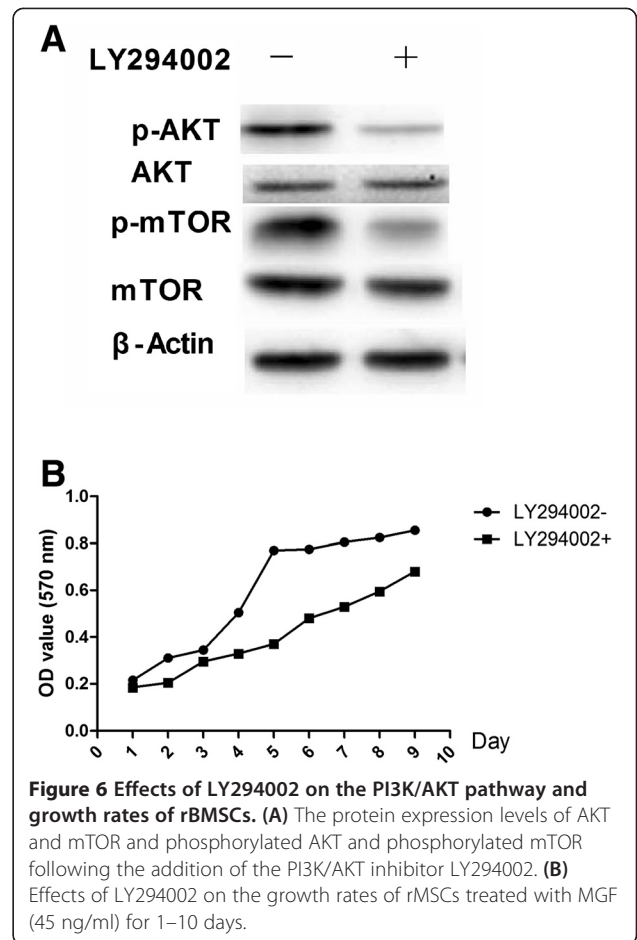 A
LY294002 − +
p-AKT
AKT
p-mTOR
mTOR
β-Actin
B
1.0
0.8
0.6
0.4
0.2
0.0
OD value (570 nm)
0 1 2 3 4 5 6 7 8 9 10
Day
LY294002-
LY294002+
Figure 6 Effects of LY294002 on the PI3K/AKT pathway and
growth rates of rBMSCs. (A) The protein expression levels of AKT
and mTOR and phosphorylated AKT and phosphorylated mTOR
following the addition of the PI3K/AKT inhibitor LY294002. (B)
Effects of LY294002 on the growth rates of rMSCs treated with MGF
(45 ng/ml) for 1–10 days.